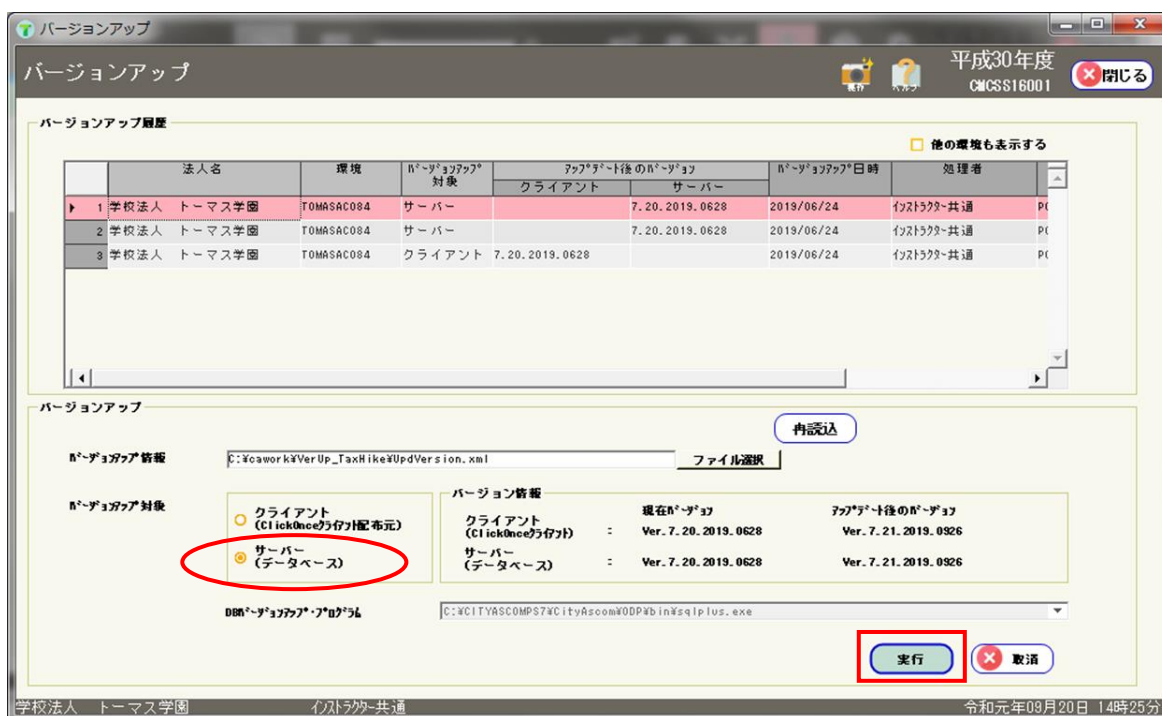 バージョンアップ
バージョンアップ
保存
ヘルプ
平成30年度
CMCSS16001
閉じる
バージョンアップ履歴
他の環境も表示する
法人名 環境 ﾊﾞｰｼﾞｮﾝｱｯﾌﾟ対象 ｱｯﾌﾟﾃﾞｰﾄ後のﾊﾞｰｼﾞｮﾝ ﾊﾞｰｼﾞｮﾝｱｯﾌﾟ日時 処理者
クライアント サーバー
1 学校法人 トーマス学園 TOMASAC084 サーバー 7.20.2019.0628 2019/06/24 ｲﾝｽﾄﾗｸﾀｰ共通 PC
2 学校法人 トーマス学園 TOMASAC084 サーバー 7.20.2019.0628 2019/06/24 ｲﾝｽﾄﾗｸﾀｰ共通 PC
3 学校法人 トーマス学園 TOMASAC084 クライアント 7.20.2019.0628 2019/06/24 ｲﾝｽﾄﾗｸﾀｰ共通 PC
バージョンアップ
再読込
ﾊﾞｰｼﾞｮﾝｱｯﾌﾟ情報 C:¥cawork¥VerUp_TaxHike¥UpdVersion.xml ファイル選択
ﾊﾞｰｼﾞｮﾝｱｯﾌﾟ対象
クライアント
(ClickOnceｸﾗｲｱﾝﾄ配布元)
サーバー
(データベース)
バージョン情報
現在ﾊﾞｰｼﾞｮﾝ ｱｯﾌﾟﾃﾞｰﾄ後のﾊﾞｰｼﾞｮﾝ
クライアント
(ClickOnceｸﾗｲｱﾝﾄ) : Ver.7.20.2019.0628 Ver.7.21.2019.0926
サーバー
(データベース) : Ver.7.20.2019.0628 Ver.7.21.2019.0926
DBﾊﾞｰｼﾞｮﾝｱｯﾌﾟ･ﾌﾟﾛｸﾞﾗﾑ C:¥CITYASCOMPS7¥CityAscom¥ODP¥bin¥sqlplus.exe
実行 取消
学校法人 トーマス学園 ｲﾝｽﾄﾗｸﾀｰ共通 令和元年09月20日 14時25分